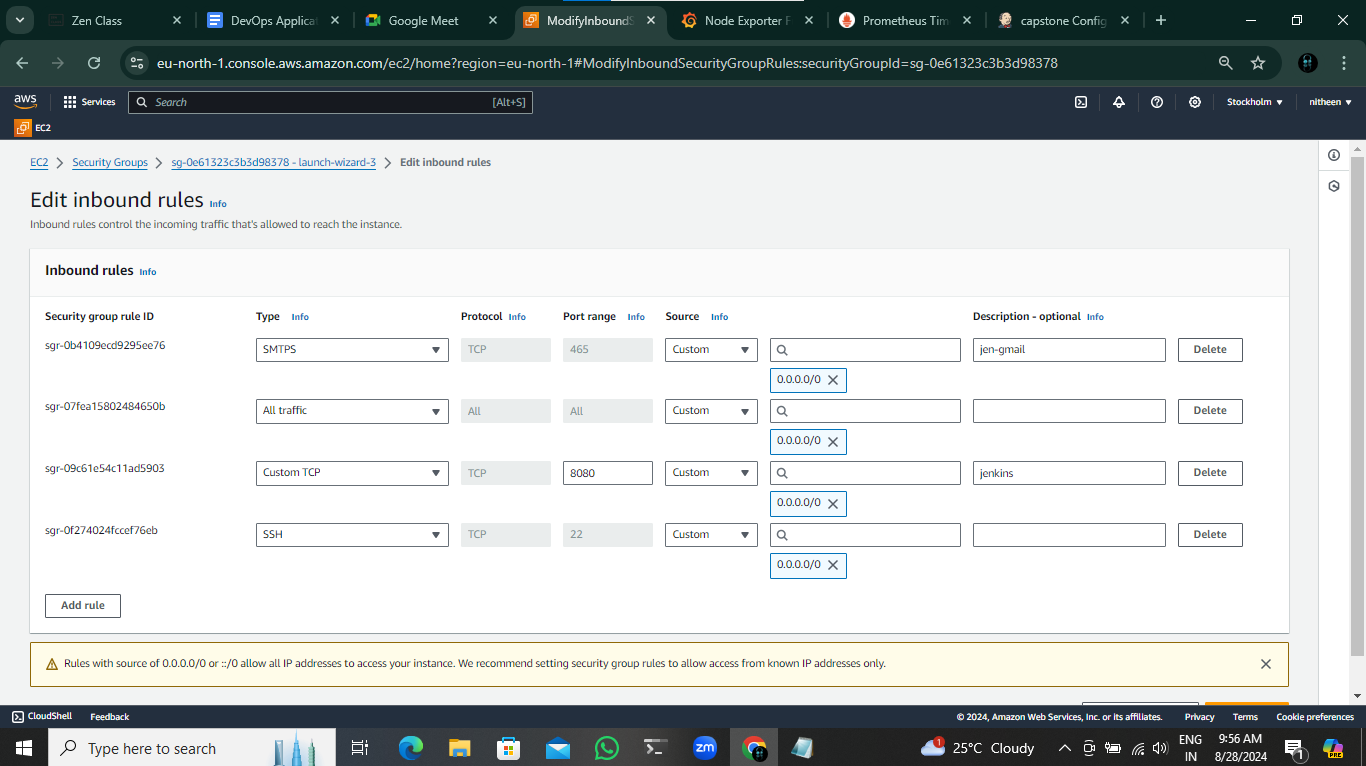 Zen Class
DevOps Applicat
Google Meet
ModifyInboundS
Node Exporter F
Prometheus Tim
capstone Config
eu-north-1.console.aws.amazon.com/ec2/home?region=eu-north-1#ModifyInboundSecurityGroupRules:securityGroupId=sg-0e61323c3b3d98378
aws Services Search [Alt+S] Stockholm nitheen
EC2
EC2 Security Groups sg-0e61323c3b3d98378 - launch-wizard-3 Edit inbound rules
Edit inbound rules Info
Inbound rules control the incoming traffic that's allowed to reach the instance.
Inbound rules Info
Security group rule ID Type Info Protocol Info Port range Info Source Info Description - optional Info
sgr-0b4109ecd9295ee76 SMTPS TCP 465 Custom jen-gmail Delete
0.0.0.0/0
sgr-07fea15802484650b All traffic All All Custom Delete
0.0.0.0/0
sgr-09c61e54c11ad5903 Custom TCP TCP 8080 Custom jenkins Delete
0.0.0.0/0
sgr-0f274024fccef76eb SSH TCP 22 Custom Delete
0.0.0.0/0
Add rule
Rules with source of 0.0.0.0/0 or ::/0 allow all IP addresses to access your instance. We recommend setting security group rules to allow access from known IP addresses only.
CloudShell Feedback © 2024, Amazon Web Services, Inc. or its affiliates. Privacy Terms Cookie preferences
Type here to search zm 1 25°C Cloudy ENG 9:56 AM 1 PRE
IN 8/28/2024